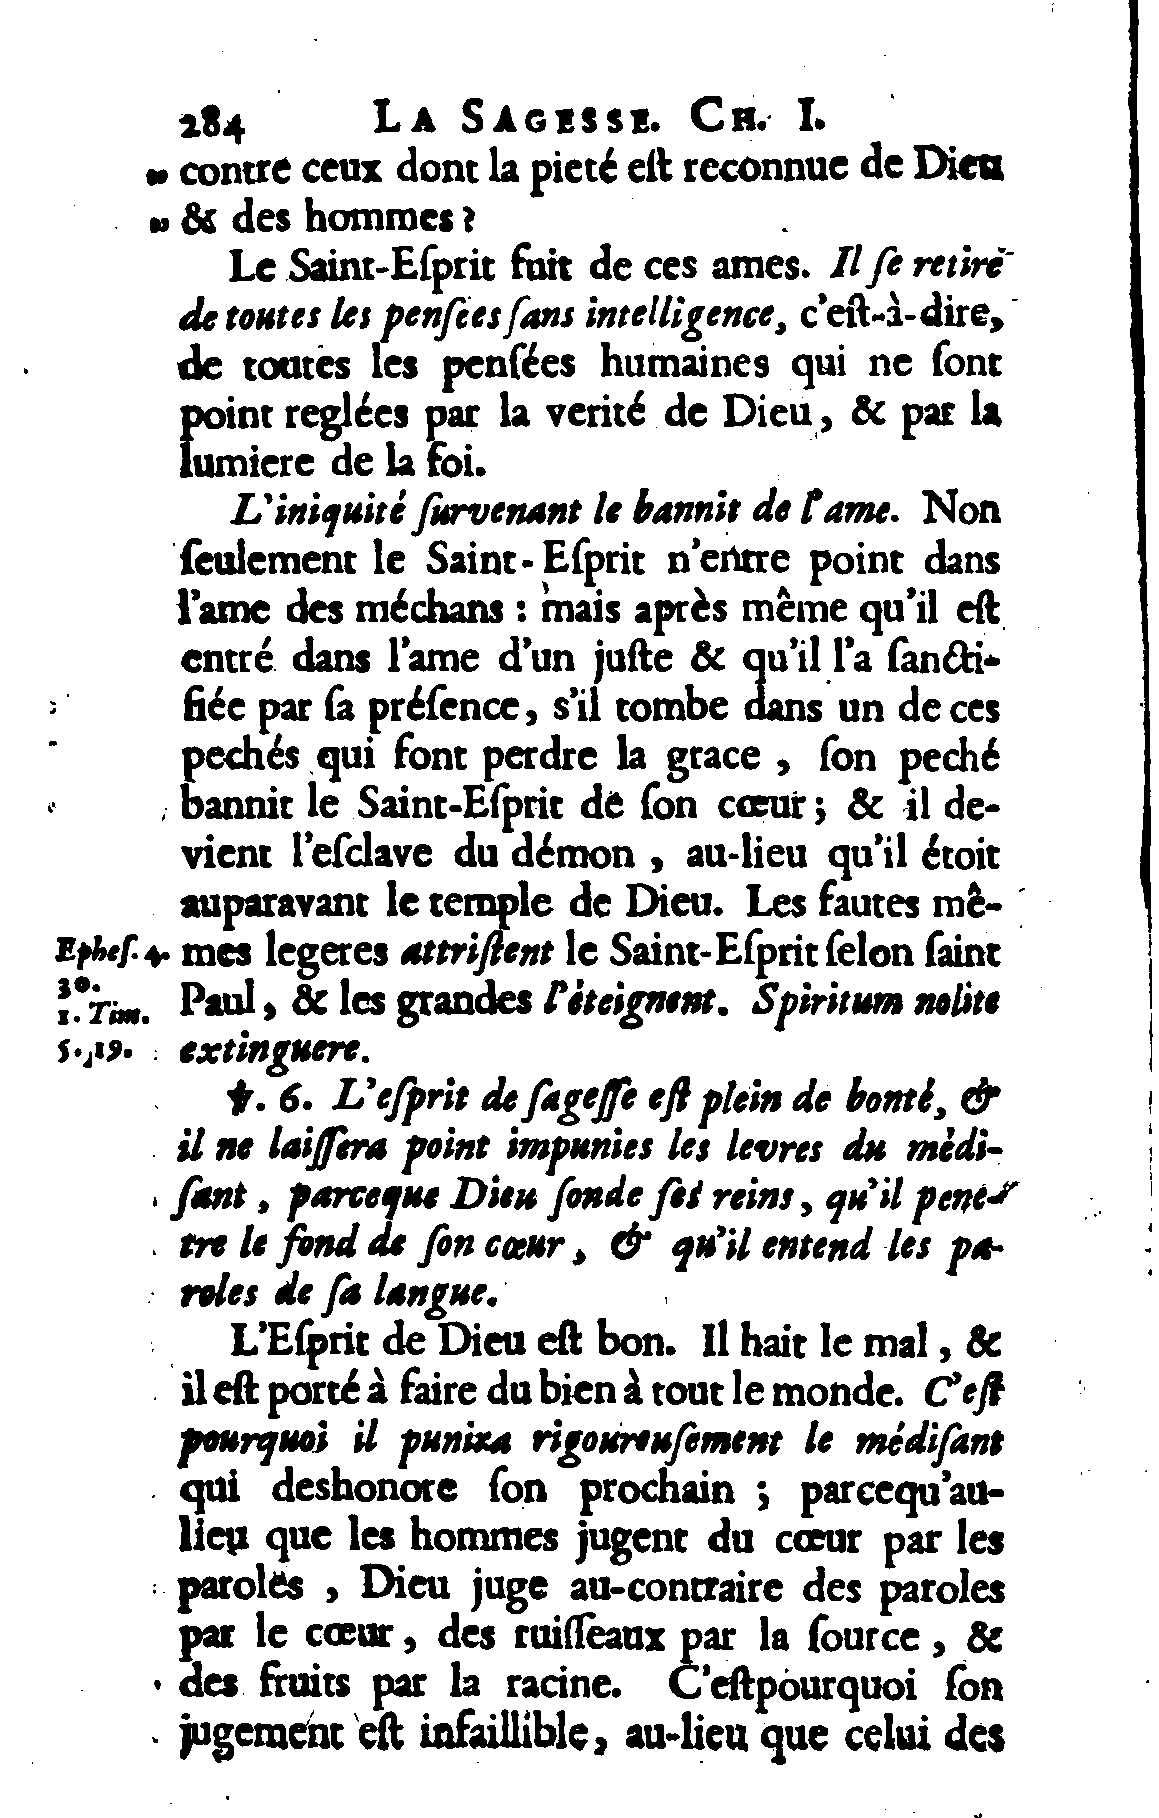 284 LA SAGESSE. CH. I.
„ contre ceux dont la pieté eſt reconnue de Dieu
„ & des hommes?
Le Saint-Eſprit fuit de ces ames. Il ſe retire
de toutes les penſées ſans intelligence, c'eſt-à-dire,
de toutes les penſées humaines qui ne ſont
point reglées par la verité de Dieu, & par la
lumiere de la foi.
L'iniquité ſurvenant le bannit de l'ame. Non
ſeulement le Saint-Eſprit n'entre point dans
l'ame des méchans : mais après même qu'il eſt
entré dans l'ame d'un juſte & qu'il l'a ſancti-
fiée par ſa préſence, s'il tombe dans un de ces
pechés qui font perdre la grace, ſon peché
bannit le Saint-Eſprit de ſon cœur; & il de-
vient l'eſclave du démon, au-lieu qu'il étoit
auparavant le temple de Dieu. Les fautes mê-
Epheſ. 4. mes legeres attriſtent le Saint-Eſprit ſelon ſaint
30.
1. Tim. Paul, & les grandes l'éteignent. Spiritum nolite
5. 19. extinguere.
℣. 6. L'eſprit de ſageſſe eſt plein de bonté, &
il ne laiſſera point impunies les levres du médi-
ſant, parceque Dieu ſonde ſes reins, qu'il pene-
tre le fond de ſon cœur, & qu'il entend les pa-
roles de ſa langue.
L'Eſprit de Dieu eſt bon. Il hait le mal, &
il eſt porté à faire du bien à tout le monde. C'eſt
pourquoi il punira rigoureuſement le médiſant
qui deshonore ſon prochain ; parcequ'au-
lieu que les hommes jugent du cœur par les
paroles, Dieu juge au-contraire des paroles
par le cœur, des ruiſſeaux par la ſource, &
des fruits par la racine. C'eſtpourquoi ſon
jugement eſt infaillible, au-lieu que celui des